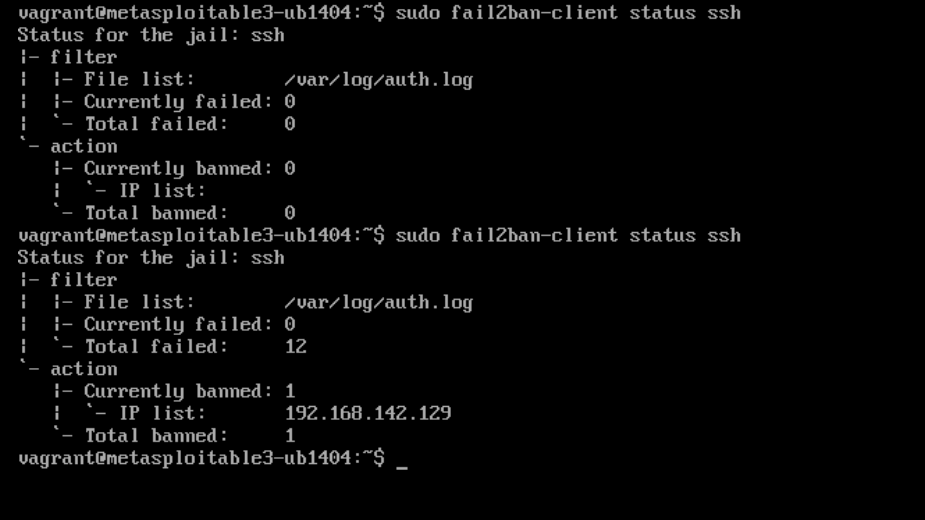 vagrant@metasploitable3-ub1404:~$ sudo fail2ban-client status ssh
Status for the jail: ssh
|- filter
|  |- File list:        /var/log/auth.log
|  |- Currently failed: 0
|  `- Total failed:     0
`- action
   |- Currently banned: 0
   |  `- IP list:
   `- Total banned:     0
vagrant@metasploitable3-ub1404:~$ sudo fail2ban-client status ssh
Status for the jail: ssh
|- filter
|  |- File list:        /var/log/auth.log
|  |- Currently failed: 0
|  `- Total failed:     12
`- action
   |- Currently banned: 1
   |  `- IP list:       192.168.142.129
   `- Total banned:     1
vagrant@metasploitable3-ub1404:~$ _